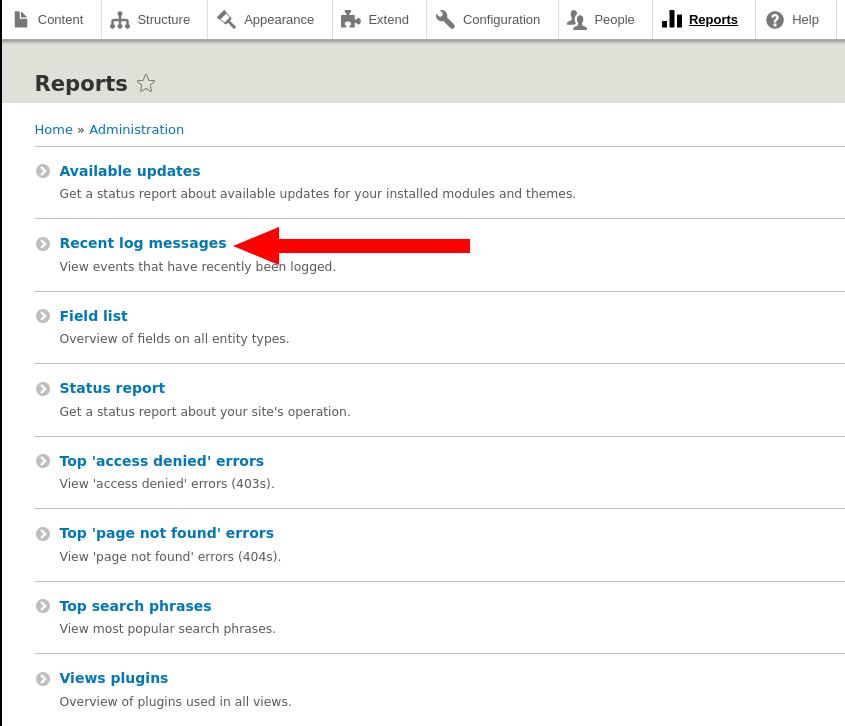 Content Structure Appearance Extend Configuration People Reports Help
Reports
Home » Administration
Available updates
Get a status report about available updates for your installed modules and themes.
Recent log messages
View events that have recently been logged.
Field list
Overview of fields on all entity types.
Status report
Get a status report about your site's operation.
Top 'access denied' errors
View 'access denied' errors (403s).
Top 'page not found' errors
View 'page not found' errors (404s).
Top search phrases
View most popular search phrases.
Views plugins
Overview of plugins used in all views.